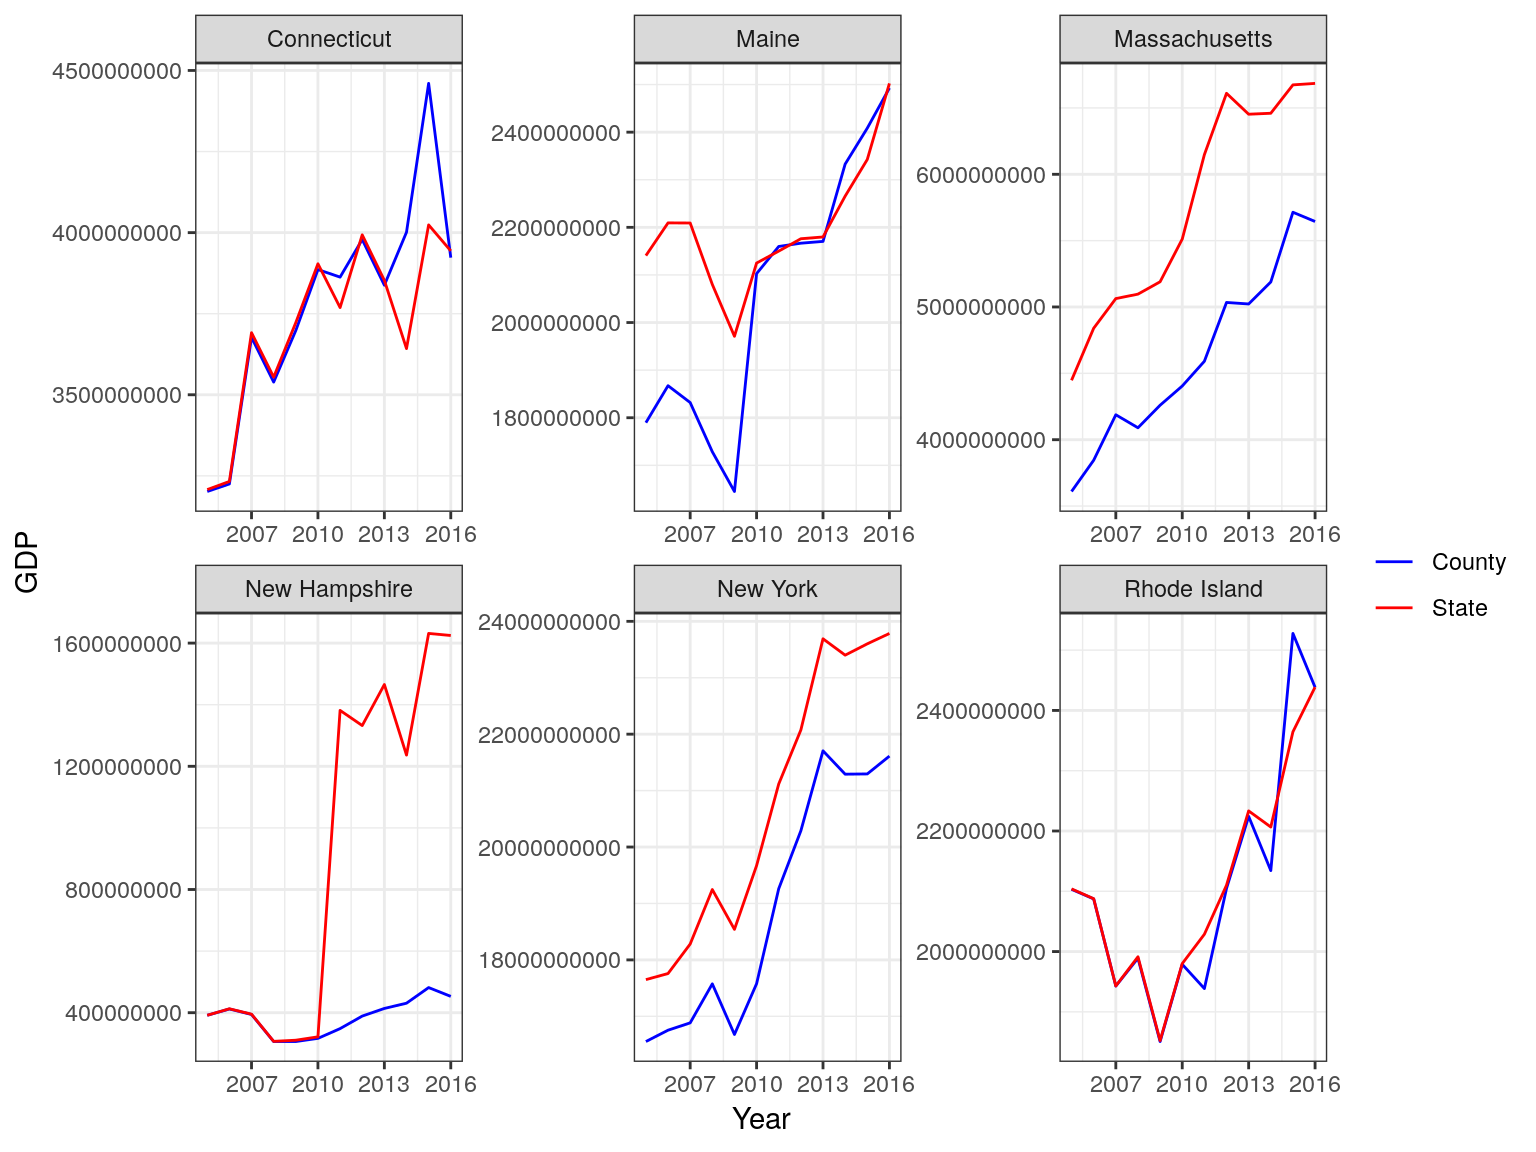 Connecticut
Maine
Massachusetts
4500000000
4000000000
3500000000
2400000000
2200000000
2000000000
1800000000
6000000000
5000000000
4000000000
2007 2010 2013 2016
2007 2010 2013 2016
2007 2010 2013 2016
GDP
County
State
New Hampshire
New York
Rhode Island
1600000000
1200000000
800000000
400000000
24000000000
22000000000
20000000000
18000000000
2400000000
2200000000
2000000000
2007 2010 2013 2016
2007 2010 2013 2016
2007 2010 2013 2016
Year